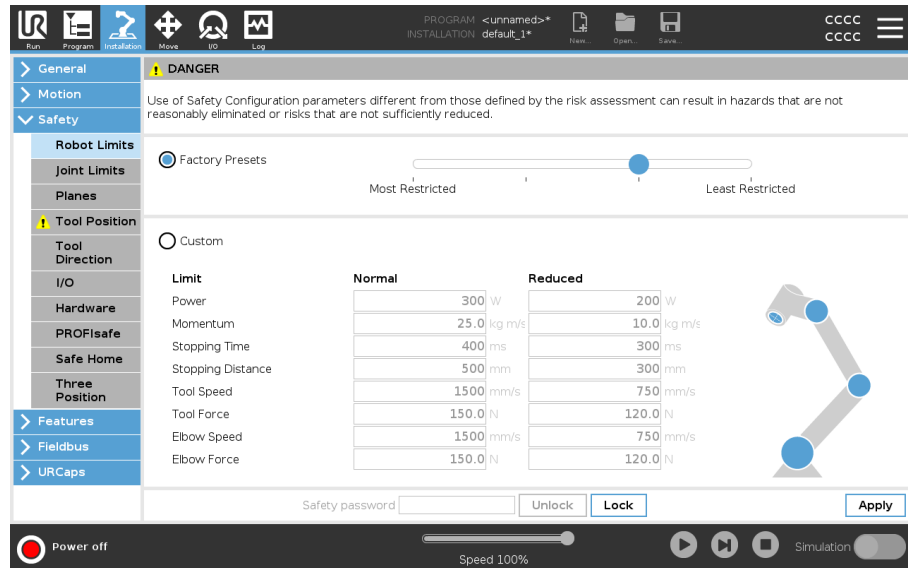 PROGRAM <unnamed>*
INSTALLATION default_1*
New... Open... Save...
CCCC
CCCC
Run Program Installation Move I/O Log
General
Motion
Safety
Robot Limits
Joint Limits
Planes
Tool Position
Tool
Direction
I/O
Hardware
PROFIsafe
Safe Home
Three
Position
Features
Fieldbus
URCaps
DANGER
Use of Safety Configuration parameters different from those defined by the risk assessment can result in hazards that are not
reasonably eliminated or risks that are not sufficiently reduced.
Factory Presets
Most Restricted Least Restricted
Custom
Limit Normal Reduced
Power 300 W 200 W
Momentum 25.0 kg m/s 10.0 kg m/s
Stopping Time 400 ms 300 ms
Stopping Distance 500 mm 300 mm
Tool Speed 1500 mm/s 750 mm/s
Tool Force 150.0 N 120.0 N
Elbow Speed 1500 mm/s 750 mm/s
Elbow Force 150.0 N 120.0 N
Safety password Unlock Lock Apply
Power off
Speed 100%
Simulation